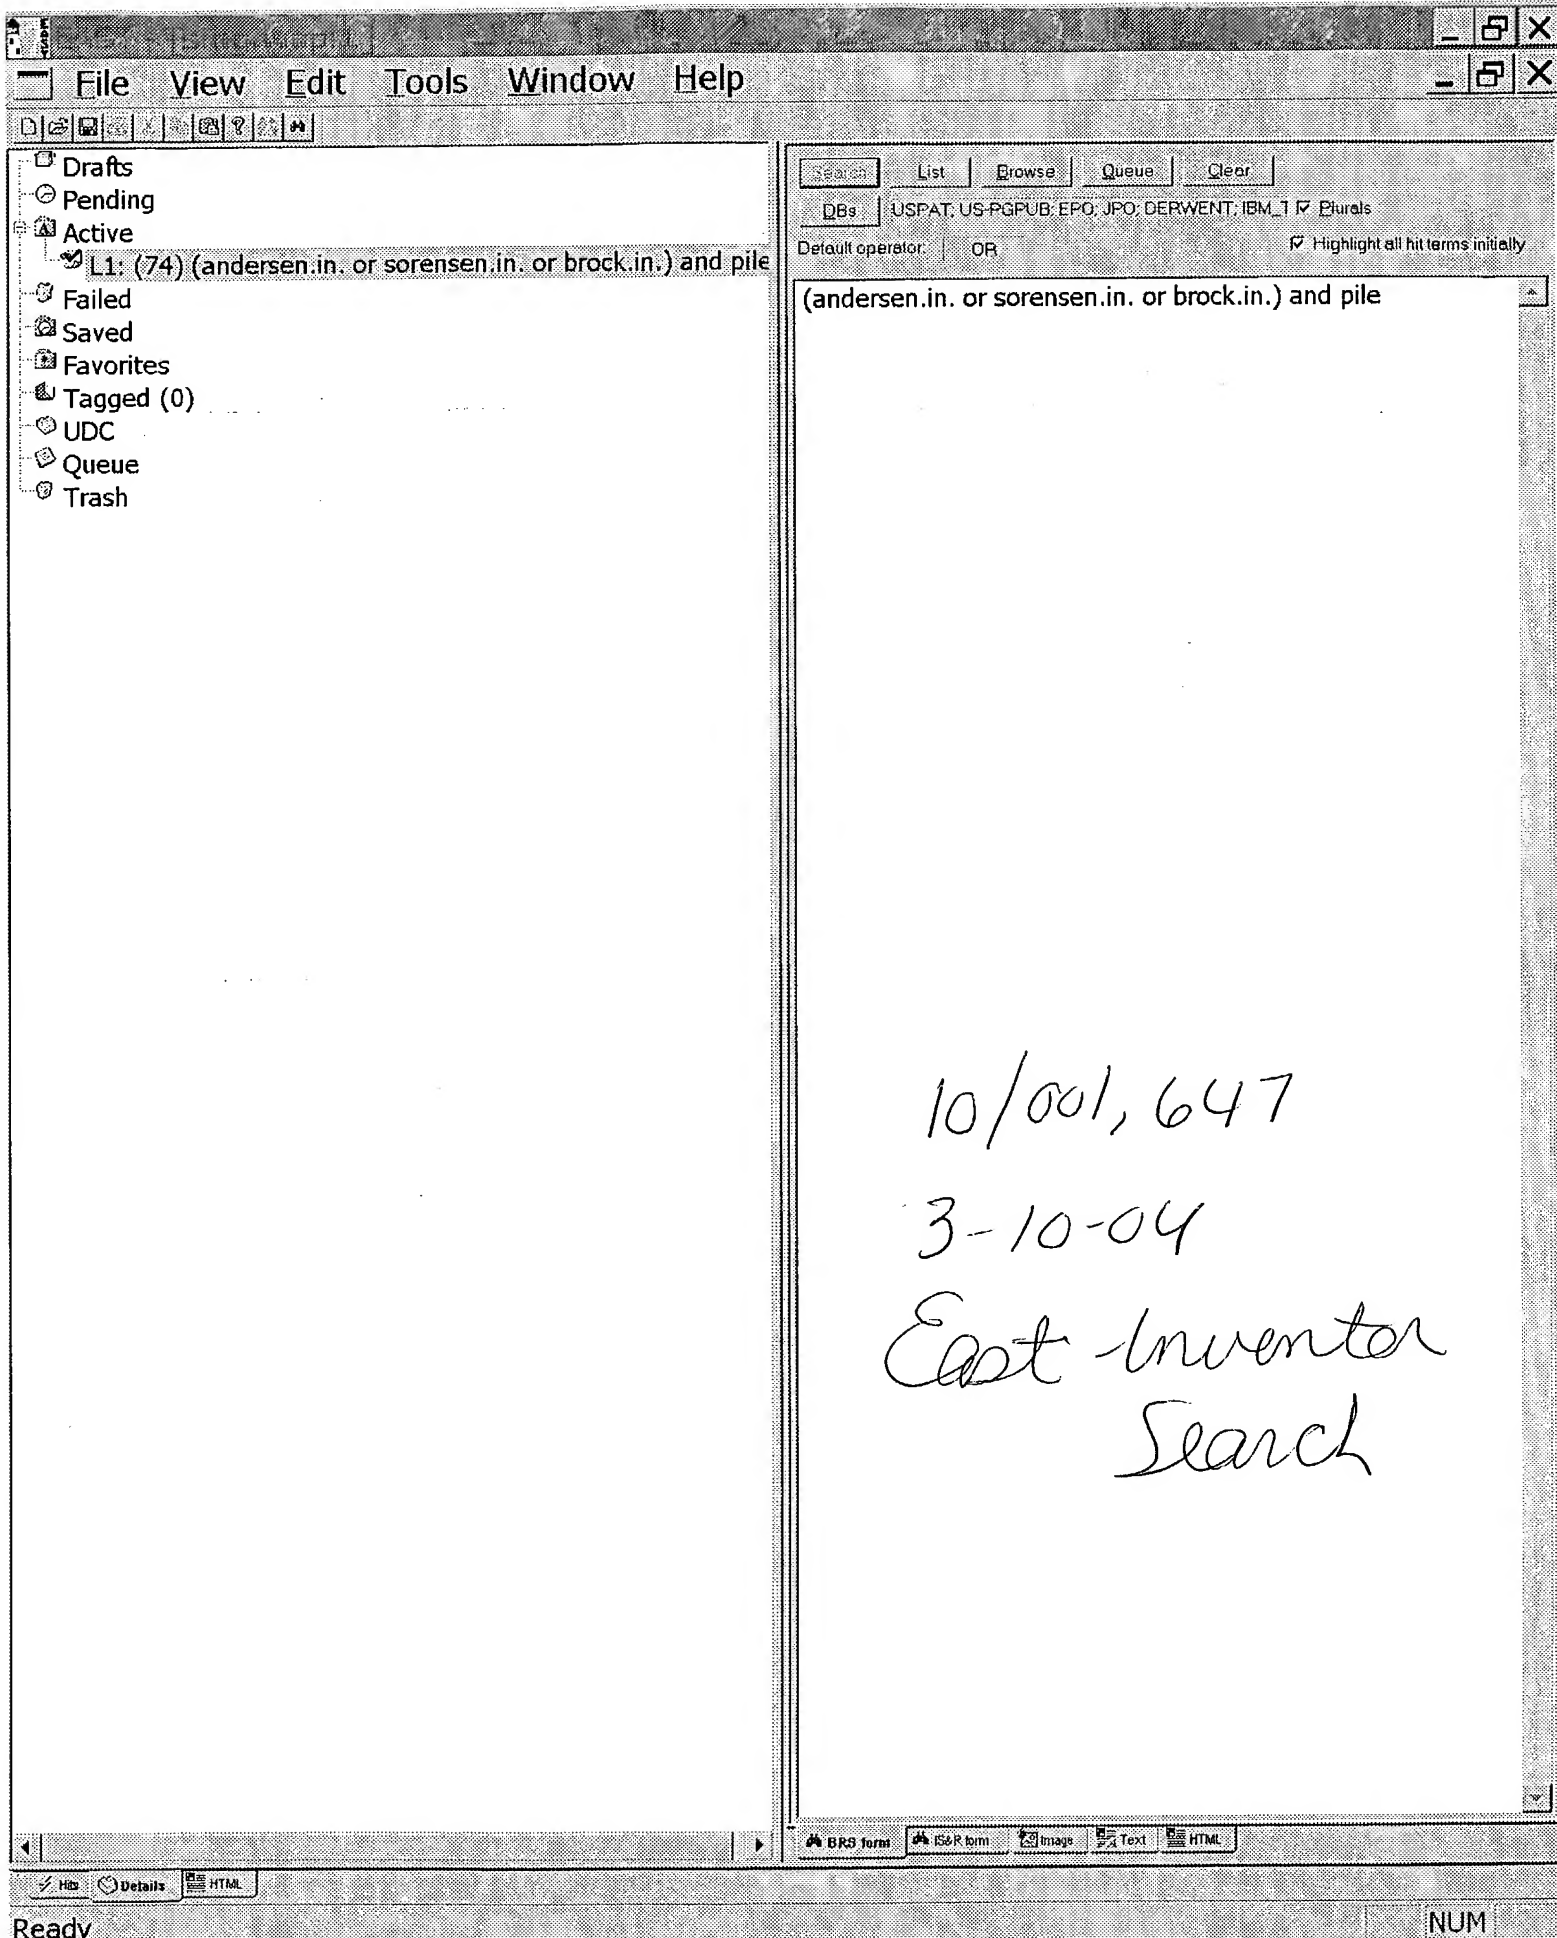 File View Edit Tools Window Help
Drafts
Pending
Active
L1: (74) (andersen.in. or sorensen.in. or brock.in.) and pile
Failed
Saved
Favorites
Tagged (0)
UDC
Queue
Trash
Search List Browse Queue Clear
DBs USPAT; US-PGPUB; EPO; JPO; DERWENT; IBM_T Plurals
Default operator: OR Highlight all hit terms initially
(andersen.in. or sorensen.in. or brock.in.) and pile
10/001,647
3-10-04
East-Inventor
Search
BRS form IS&R form Image Text HTML
Hits Details HTML
Ready NUM